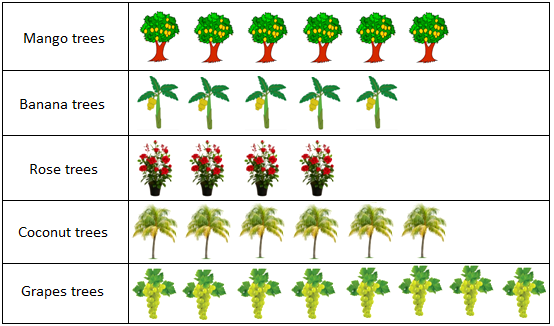 Mango trees
Banana trees
Rose trees
Coconut trees
Grapes trees